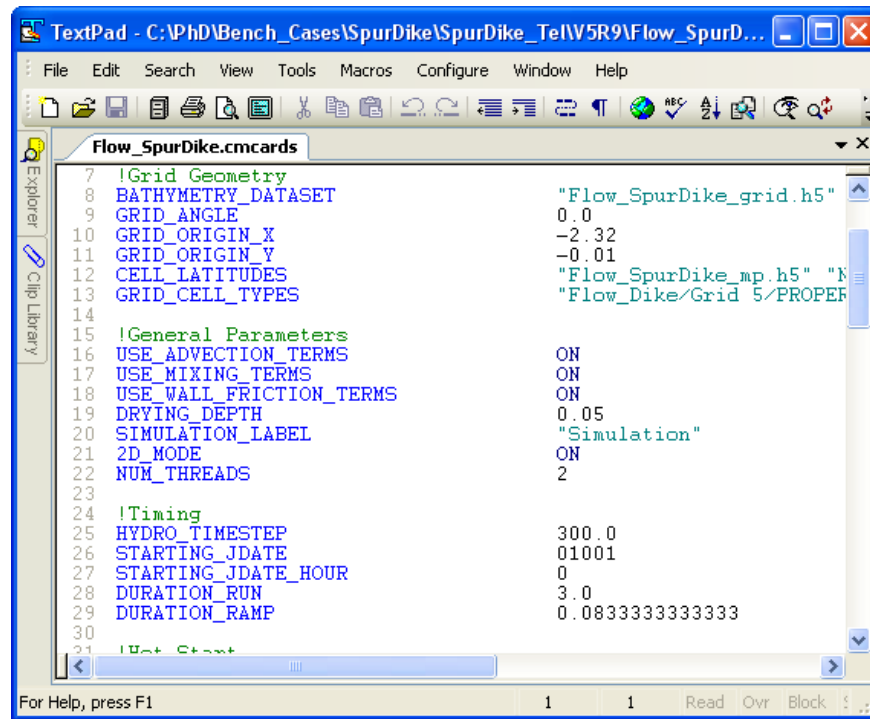 TextPad - C:\PhD\Bench_Cases\SpurDike\SpurDike_Tel\V5R9\Flow_SpurD...
File Edit Search View Tools Macros Configure Window Help
Explorer
Clip Library
Flow_SpurDike.cmcards
7 !Grid Geometry
8 BATHYMETRY_DATASET "Flow_SpurDike_grid.h5"
9 GRID_ANGLE 0.0
10 GRID_ORIGIN_X -2.32
11 GRID_ORIGIN_Y -0.01
12 CELL_LATITUDES "Flow_SpurDike_mp.h5"
13 GRID_CELL_TYPES "Flow_Dike/Grid 5/PROPER
14
15 !General Parameters
16 USE_ADVECTION_TERMS ON
17 USE_MIXING_TERMS ON
18 USE_WALL_FRICTION_TERMS ON
19 DRYING_DEPTH 0.05
20 SIMULATION_LABEL "Simulation"
21 2D_MODE ON
22 NUM_THREADS 2
23
24 !Timing
25 HYDRO_TIMESTEP 300.0
26 STARTING_JDATE 01001
27 STARTING_JDATE_HOUR 0
28 DURATION_RUN 3.0
29 DURATION_RAMP 0.0833333333333
30
31 !Hot Start
For Help, press F1 1 1 Read Ovr Block